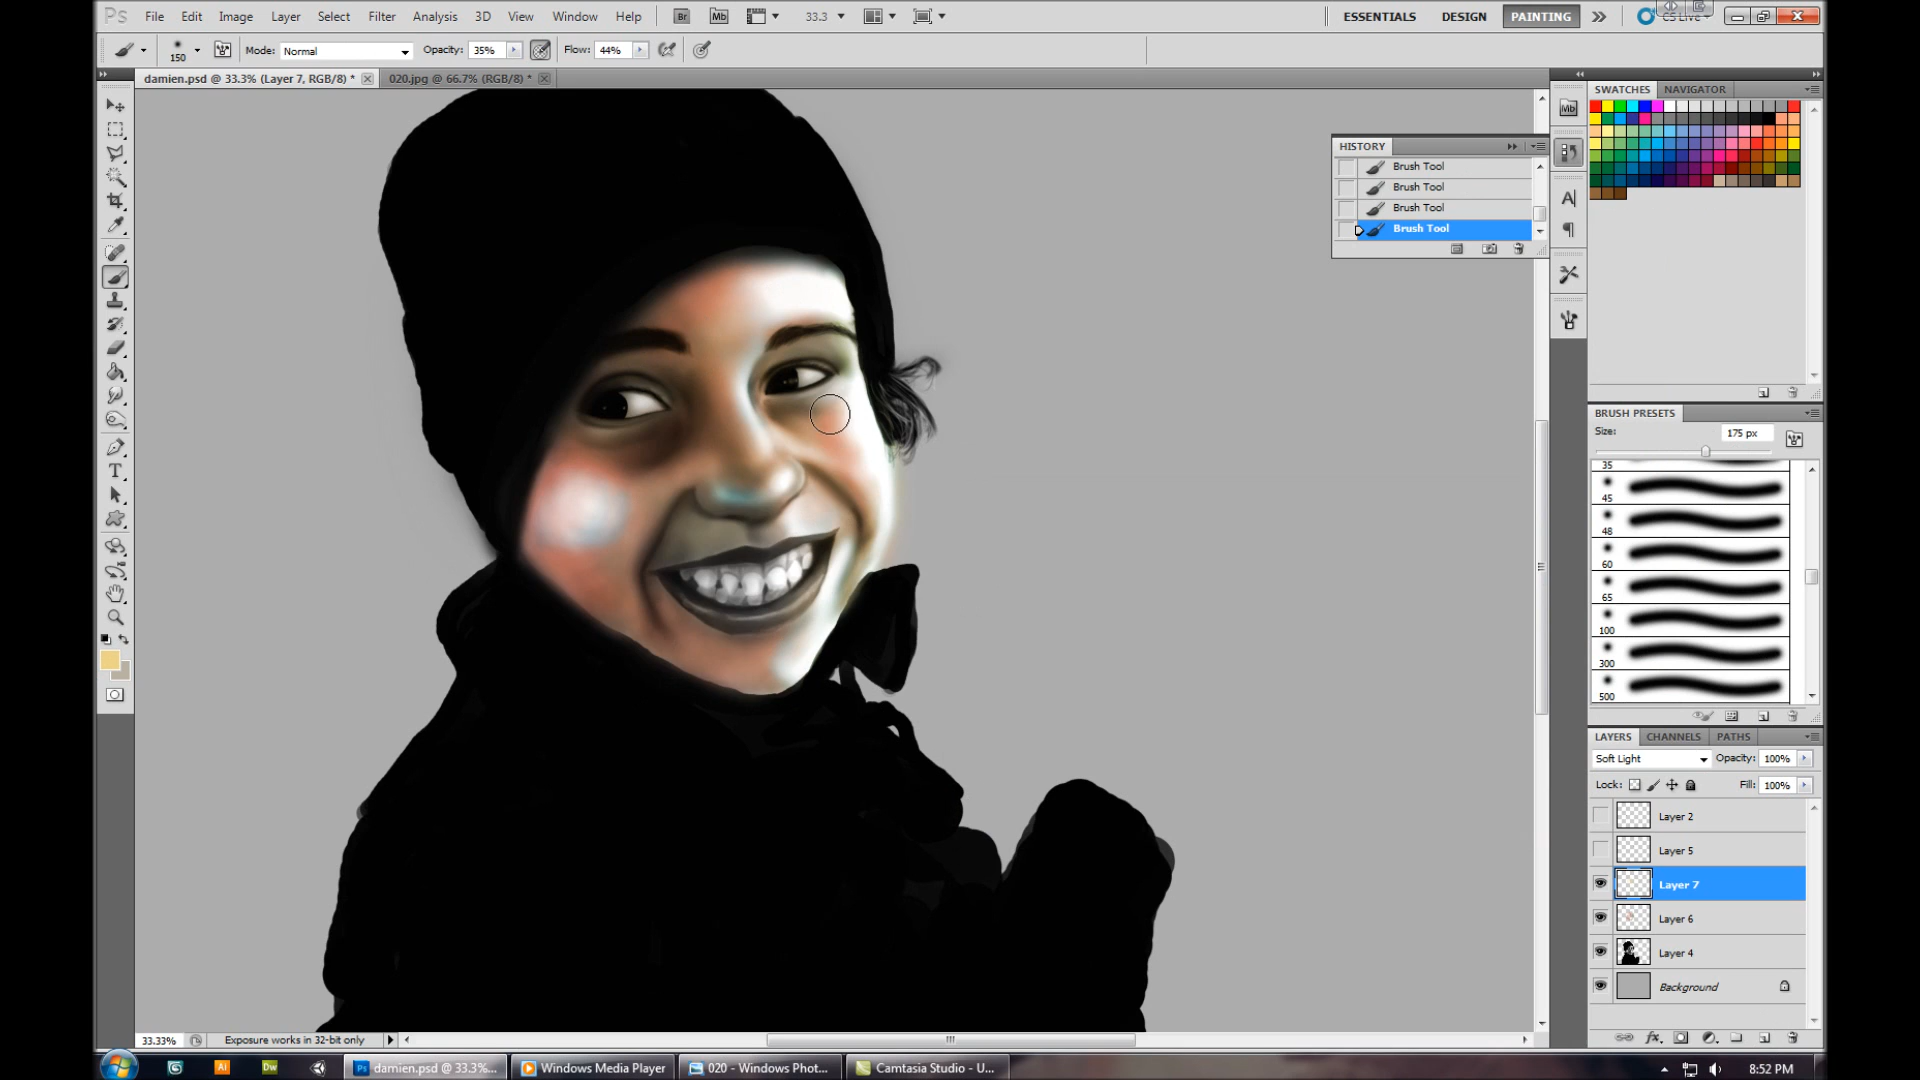 Ps File Edit Image Layer Select Filter Analysis 3D View Window Help Br Mb 33.3 ESSENTIALS DESIGN PAINTING CS Live
150 Mode: Normal Opacity: 35% Flow: 44%
damien.psd @ 33.3% (Layer 7, RGB/8) * 020.jpg @ 66.7% (RGB/8) *
SWATCHES NAVIGATOR
Mb
HISTORY
Brush Tool
Brush Tool
Brush Tool
Brush Tool
BRUSH PRESETS
Size: 175 px
35
45
48
60
65
100
300
500
LAYERS CHANNELS PATHS
Soft Light Opacity: 100%
Lock: Fill: 100%
Layer 2
Layer 5
Layer 7
Layer 6
Layer 4
Background
33.33% Exposure works in 32-bit only
Ai Dw Ps damien.psd @ 33.3%... Windows Media Player 020 - Windows Phot... Camtasia Studio - U... 8:52 PM